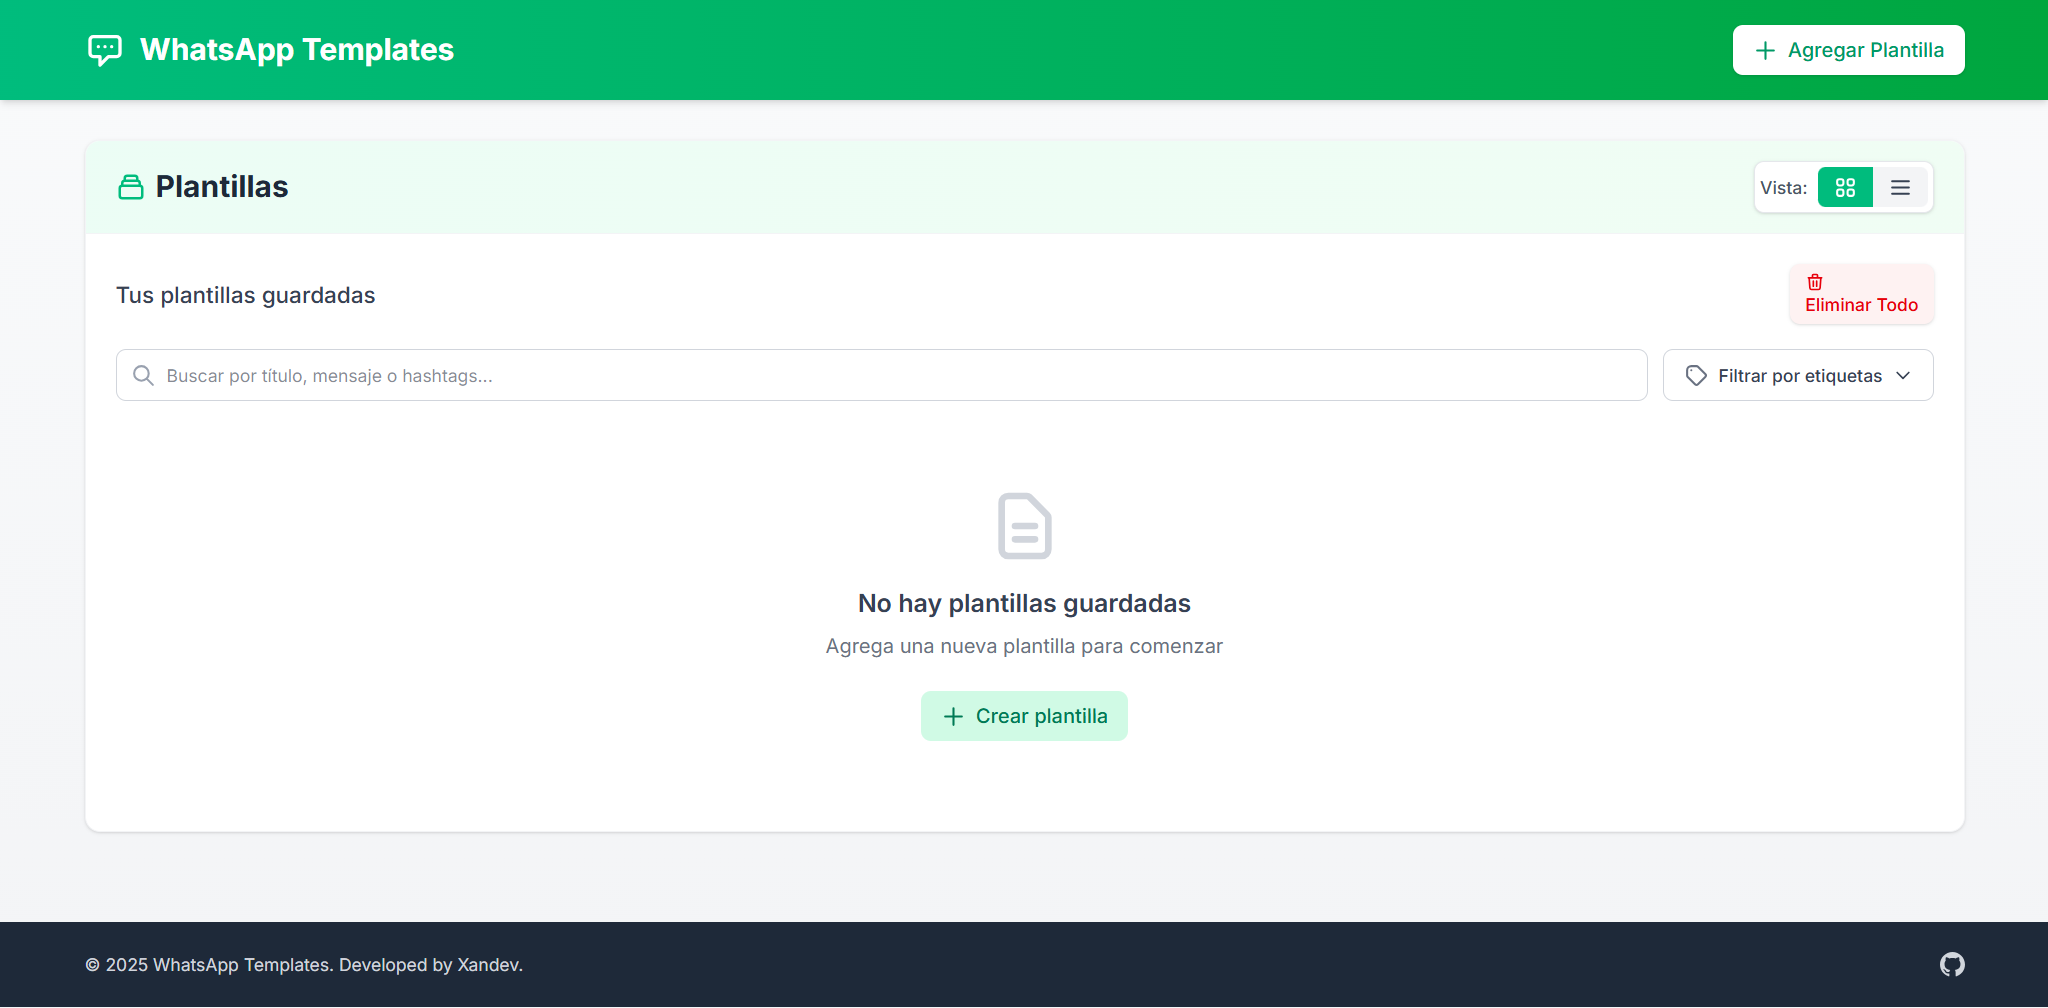 WhatsApp Templates
Agregar Plantilla
Plantillas
Vista:
Tus plantillas guardadas
Eliminar Todo
Buscar por título, mensaje o hashtags...
Filtrar por etiquetas
No hay plantillas guardadas
Agrega una nueva plantilla para comenzar
Crear plantilla
© 2025 WhatsApp Templates. Developed by Xandev.